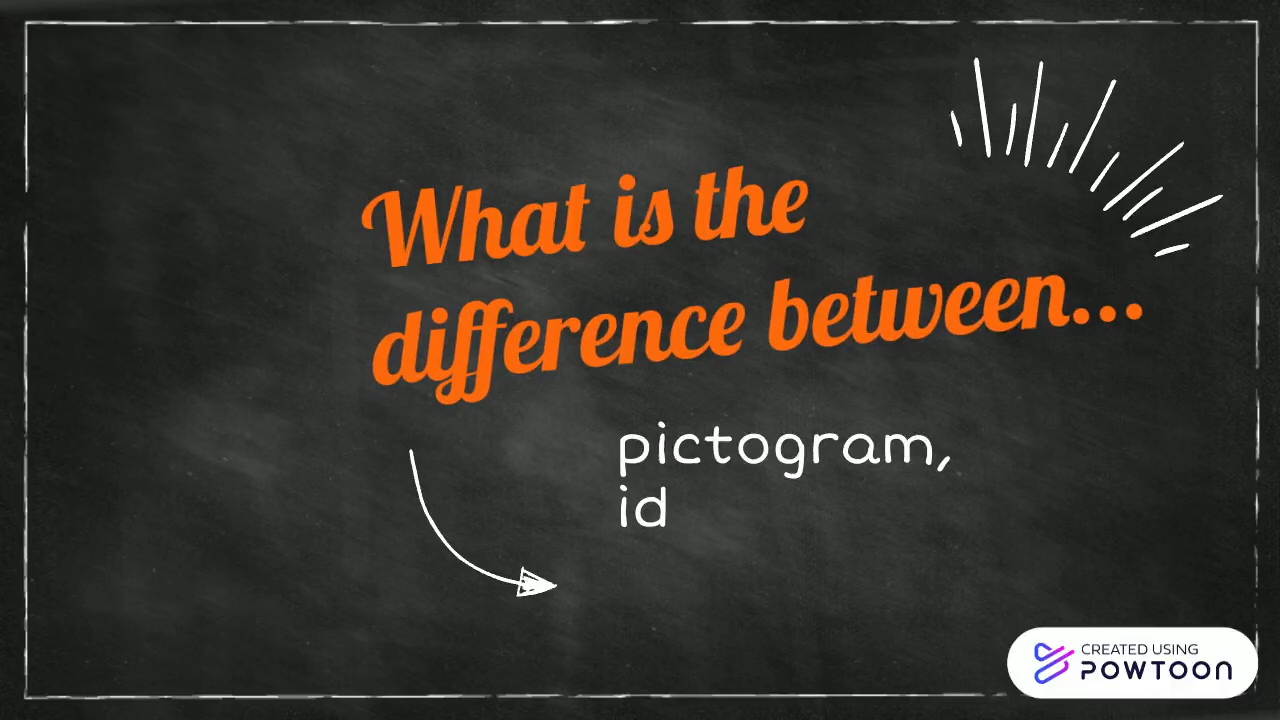 What is the
difference between...
pictogram,
id
CREATED USING
POWTOON